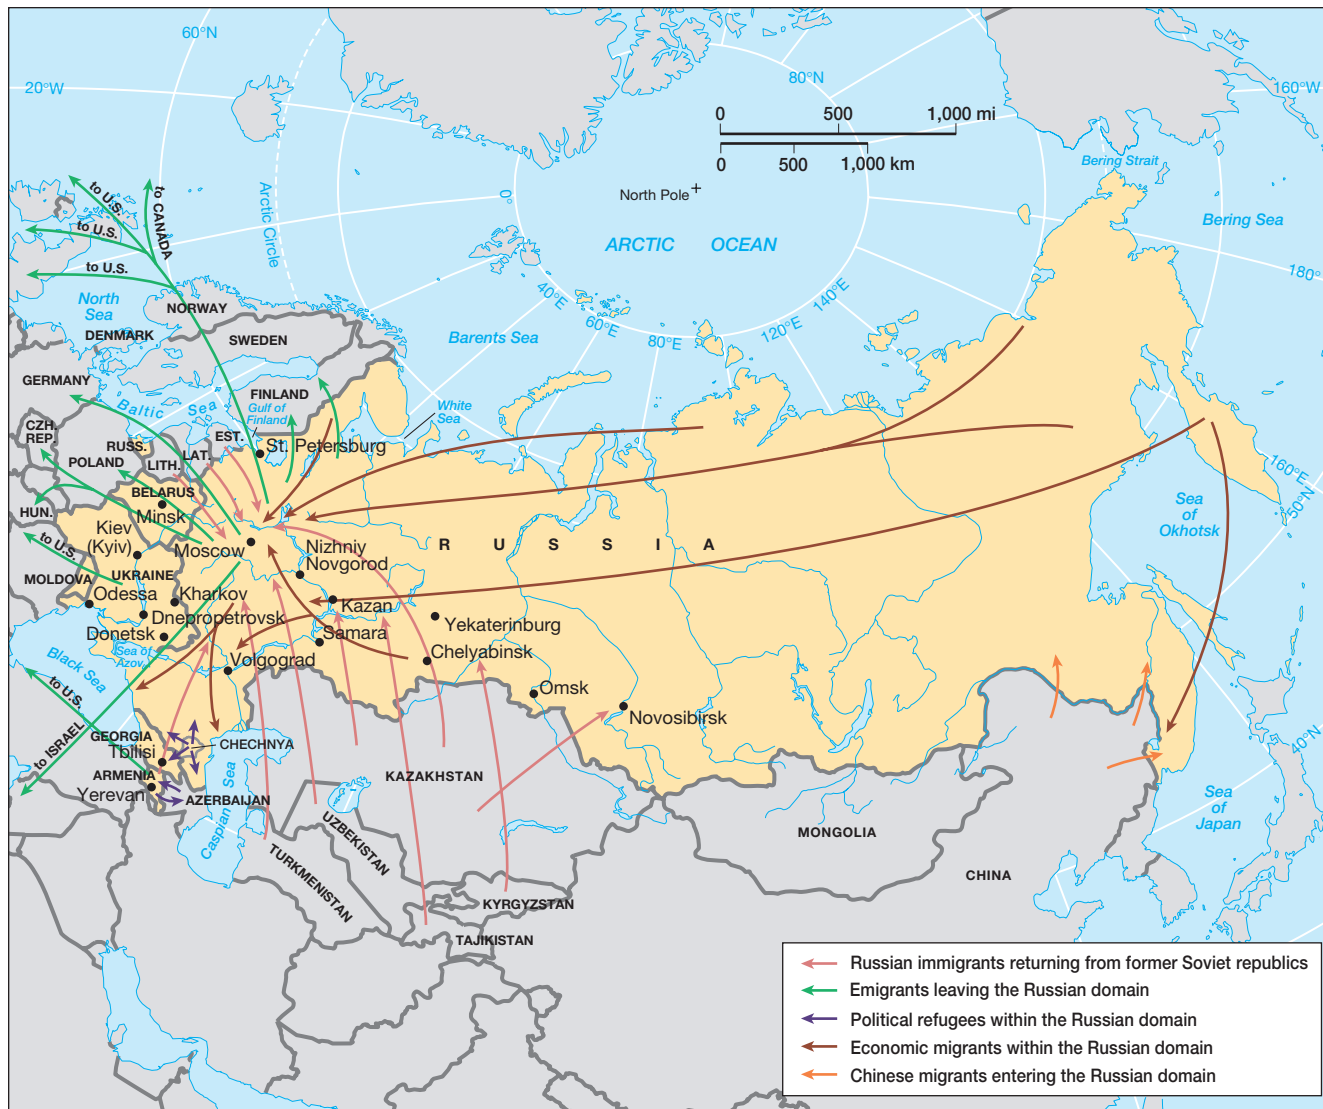 60°N
20°W
80°N
160°W
0 500 1,000 mi
0 500 1,000 km
Bering Strait
North Pole
0°
Arctic Circle
to U.S.
to CANADA
to U.S.
to U.S.
ARCTIC OCEAN
Bering Sea
180°
North
Sea
NORWAY
DENMARK
SWEDEN
Barents Sea
40°E
60°E
80°E
120°E
140°E
160°E
50°N
40°N
GERMANY
FINLAND
Baltic Sea
Gulf of
Finland
White
Sea
CZH.
REP.
RUSS.
EST.
LAT.
LITH.
POLAND
St. Petersburg
HUN.
BELARUS
Minsk
Kiev
(Kyiv)
Moscow
Nizhniy
Novgorod
RUSSIA
Sea
of
Okhotsk
to U.S.
MOLDOVA
UKRAINE
Odessa
Kharkov
Dnepropetrovsk
Donetsk
Kazan
Samara
Yekaterinburg
Chelyabinsk
Sea of
Azov
Black Sea
Volgograd
Omsk
Novosibirsk
to U.S.
to ISRAEL
GEORGIA
Tbilisi
CHECHNYA
ARMENIA
Yerevan
AZERBAIJAN
Caspian Sea
KAZAKHSTAN
UZBEKISTAN
TURKMENISTAN
KYRGYZSTAN
TAJIKISTAN
MONGOLIA
CHINA
Sea
of
Japan
Russian immigrants returning from former Soviet republics
Emigrants leaving the Russian domain
Political refugees within the Russian domain
Economic migrants within the Russian domain
Chinese migrants entering the Russian domain